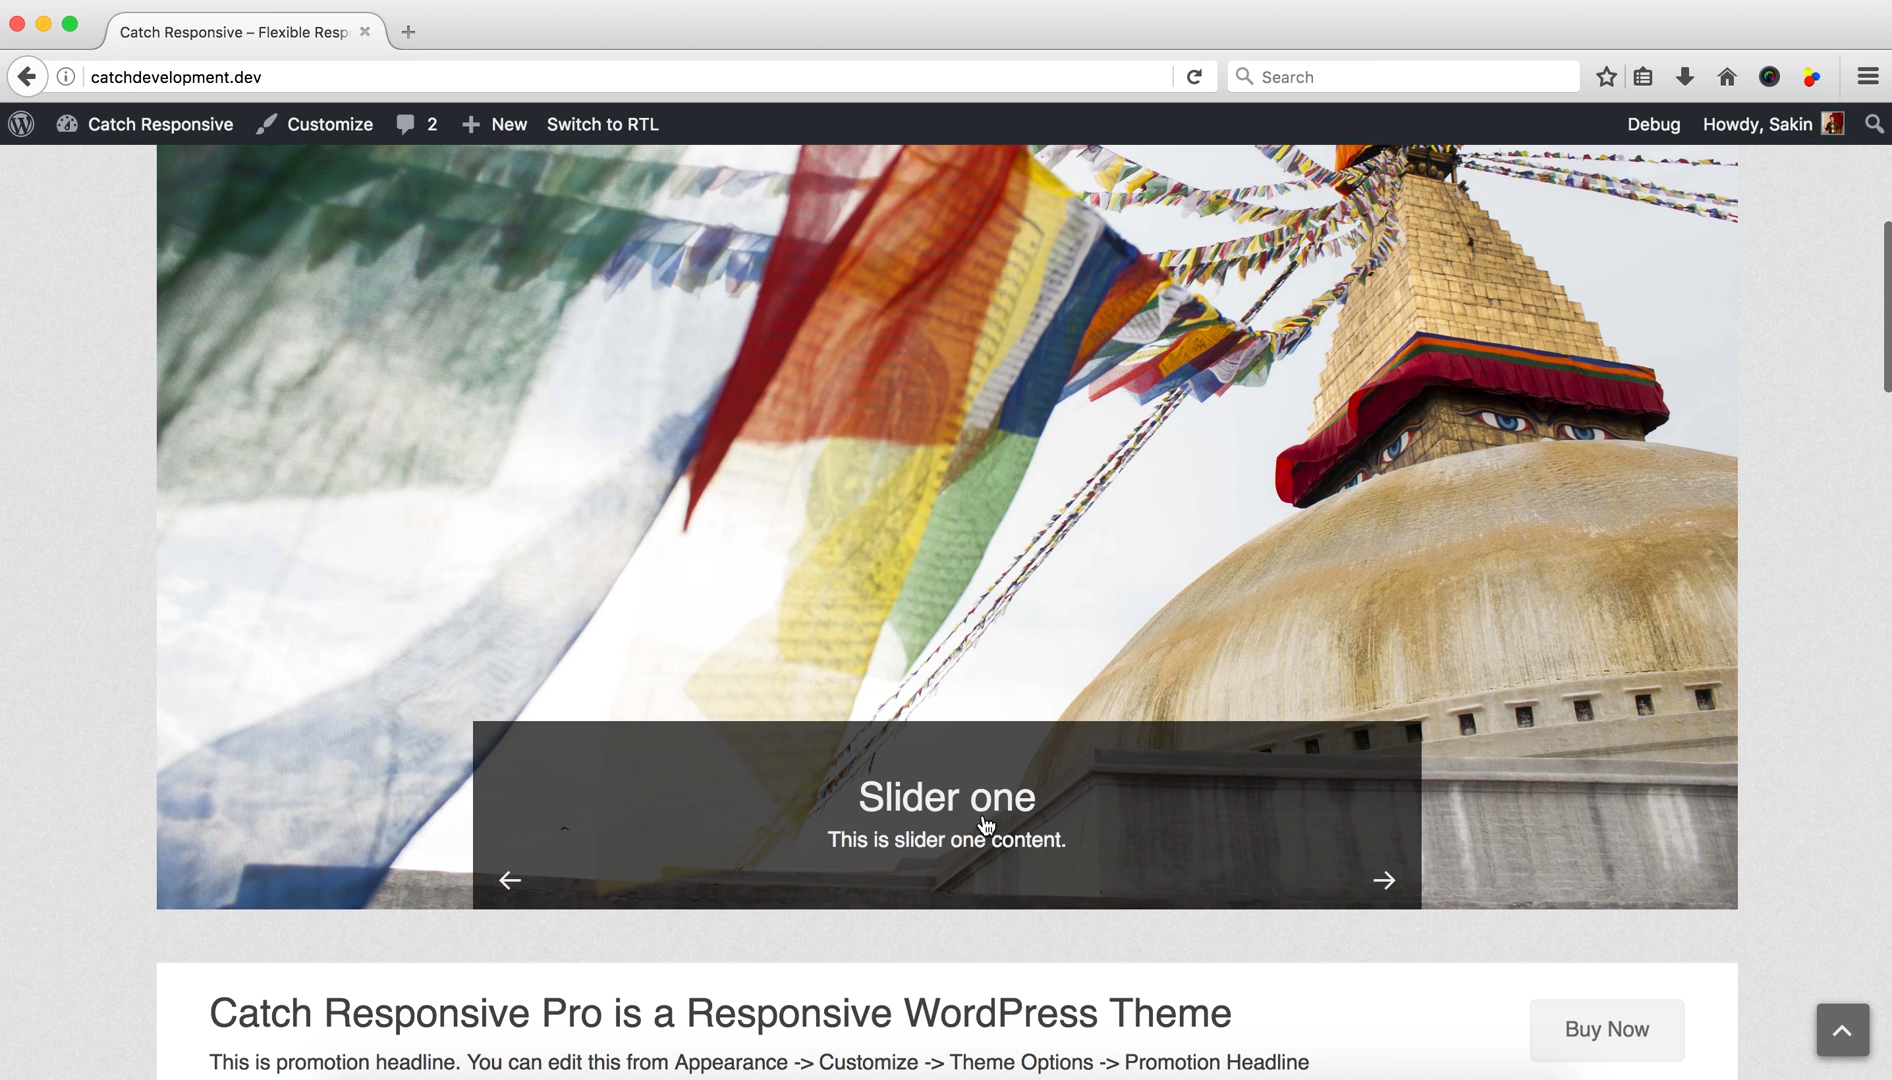 Catch Responsive – Flexible Resp
catchdevelopment.dev
Search
Catch Responsive
Customize
2
New
Switch to RTL
Debug
Howdy, Sakin
Slider one
This is slider one content.
Catch Responsive Pro is a Responsive WordPress Theme
Buy Now
This is promotion headline. You can edit this from Appearance -> Customize -> Theme Options -> Promotion Headline